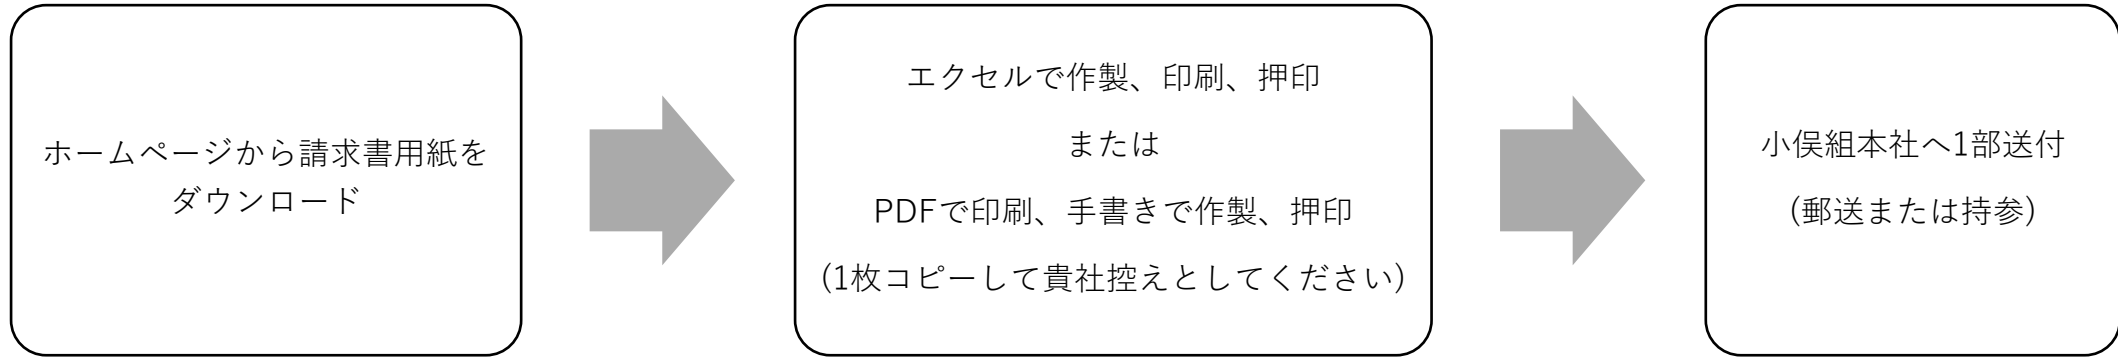 ホームページから請求書用紙を
ダウンロード
エクセルで作製、印刷、押印
または
PDFで印刷、手書きで作製、押印
(1枚コピーして貴社控えとしてください)
小俣組本社へ1部送付
(郵送または持参)